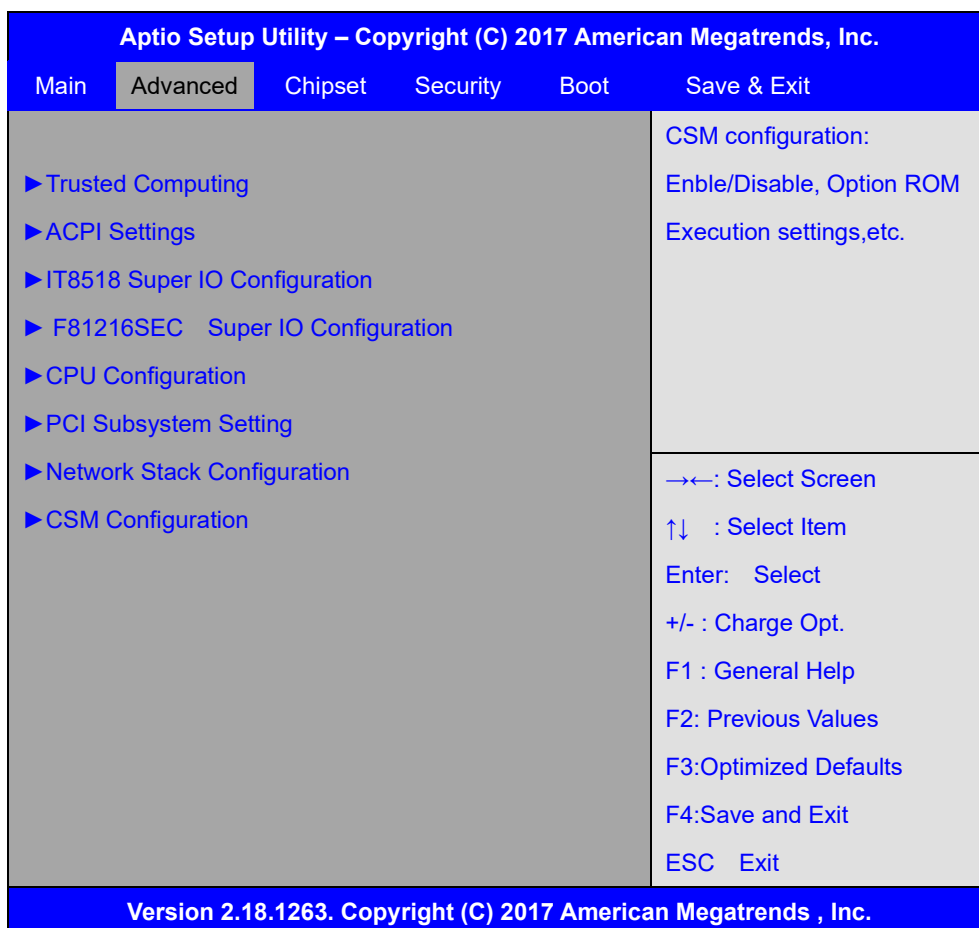 Aptio Setup Utility – Copyright (C) 2017 American Megatrends, Inc.
Main Advanced Chipset Security Boot Save & Exit
►Trusted Computing
►ACPI Settings
►IT8518 Super IO Configuration
► F81216SEC Super IO Configuration
►CPU Configuration
►PCI Subsystem Setting
►Network Stack Configuration
►CSM Configuration
CSM configuration:
Enble/Disable, Option ROM
Execution settings,etc.
→←: Select Screen
↑↓ : Select Item
Enter: Select
+/- : Charge Opt.
F1 : General Help
F2: Previous Values
F3:Optimized Defaults
F4:Save and Exit
ESC Exit
Version 2.18.1263. Copyright (C) 2017 American Megatrends , Inc.